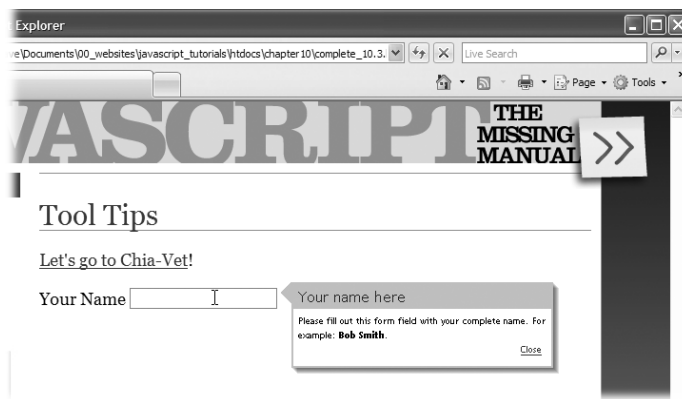 Explorer
ve\Documents\00_websites\javascript_tutorials\htdocs\chapter10\complete_10.3.
Live Search
Page
Tools
VASCRIPT
THE
MISSING
MANUAL
Tool Tips
Let's go to Chia-Vet!
Your Name
Your name here
Please fill out this form field with your complete name. For
example: Bob Smith.
Close